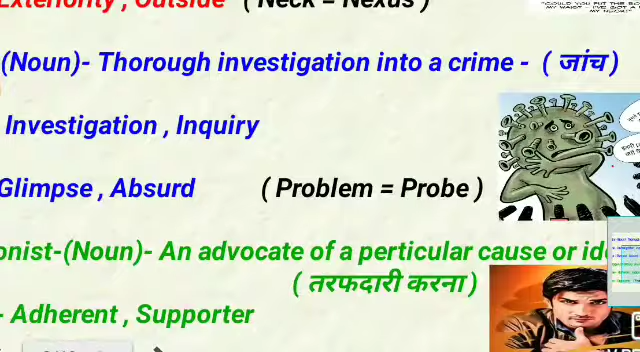 Exteriority , Outside ( Neck = Nexus )
(Noun)- Thorough investigation into a crime - ( जांच )
Investigation , Inquiry
Glimpse , Absurd ( Problem = Probe )
onist-(Noun)- An advocate of a perticular cause or id
( तरफदारी करना )
- Adherent , Supporter